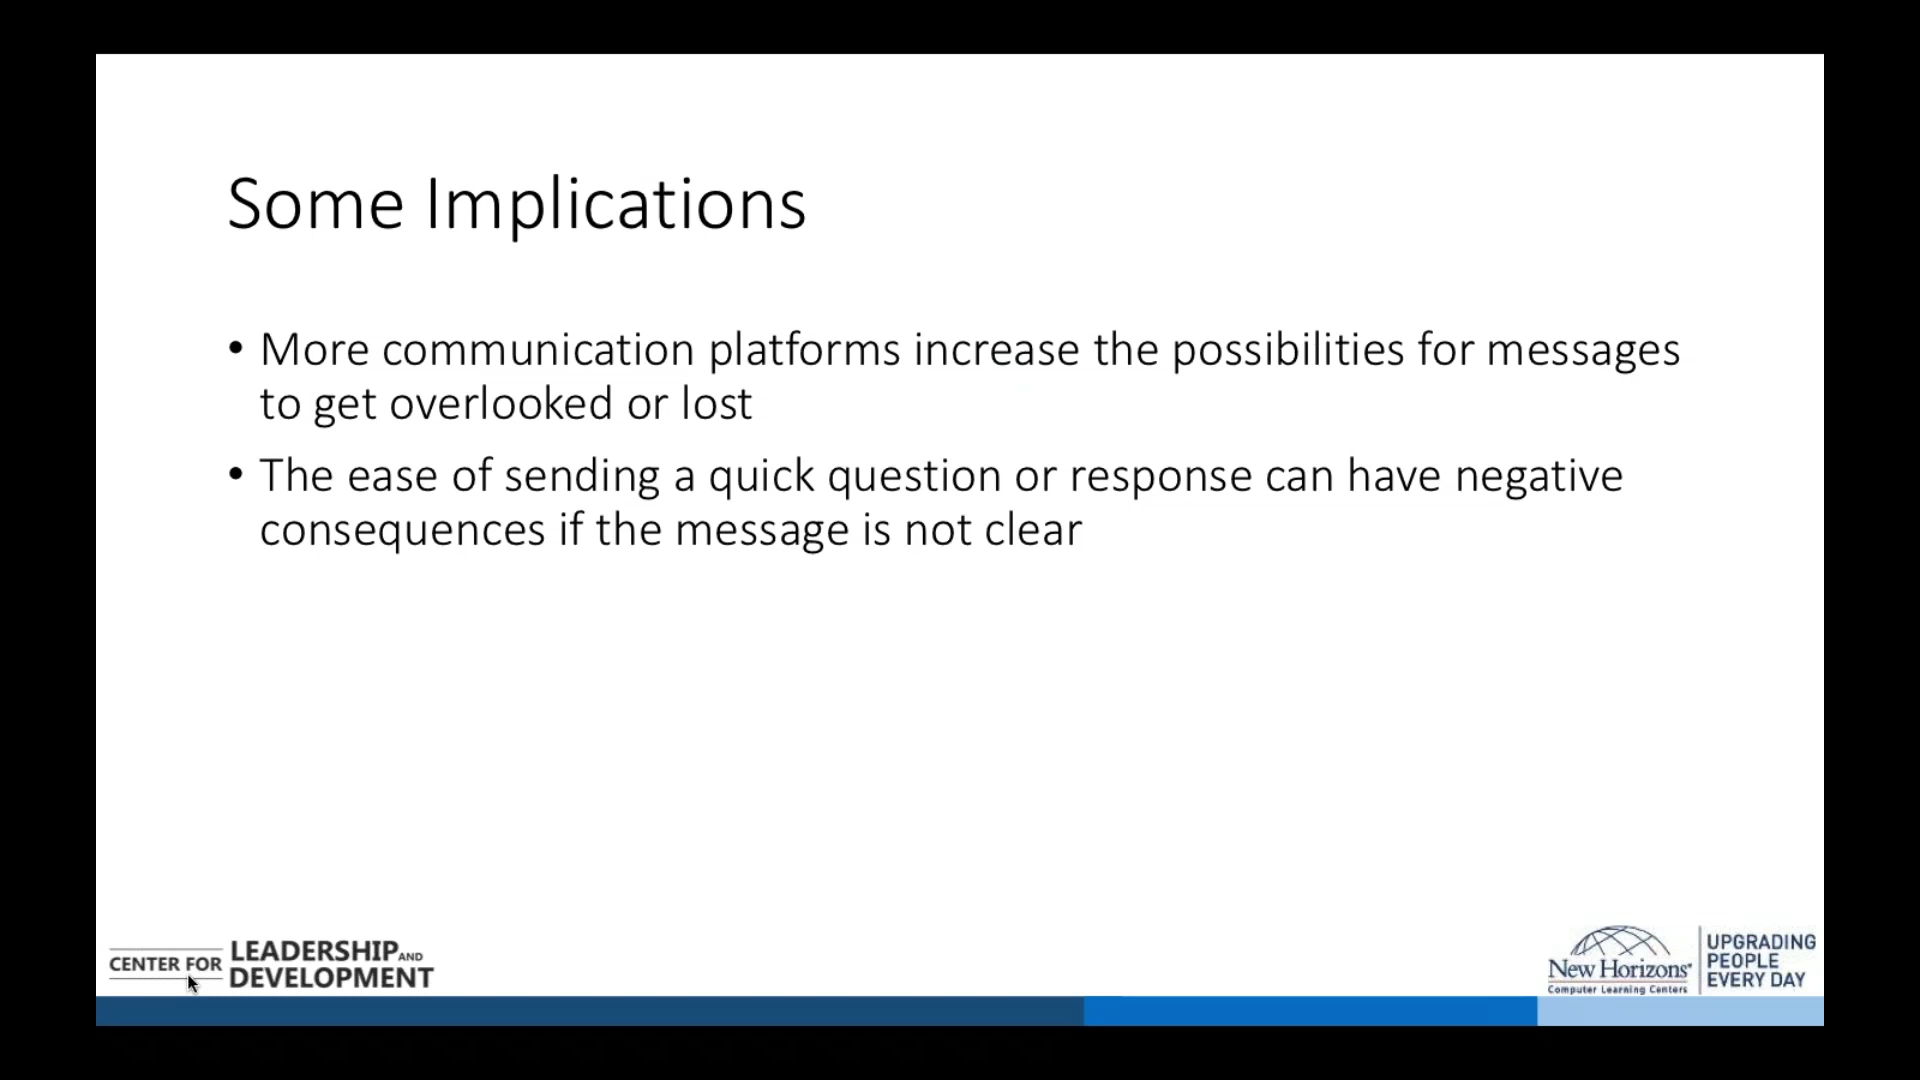 Some Implications
• More communication platforms increase the possibilities for messages
to get overlooked or lost
• The ease of sending a quick question or response can have negative
consequences if the message is not clear
CENTER FOR LEADERSHIP AND
DEVELOPMENT
New Horizons®
Computer Learning Centers
UPGRADING
PEOPLE
EVERY DAY